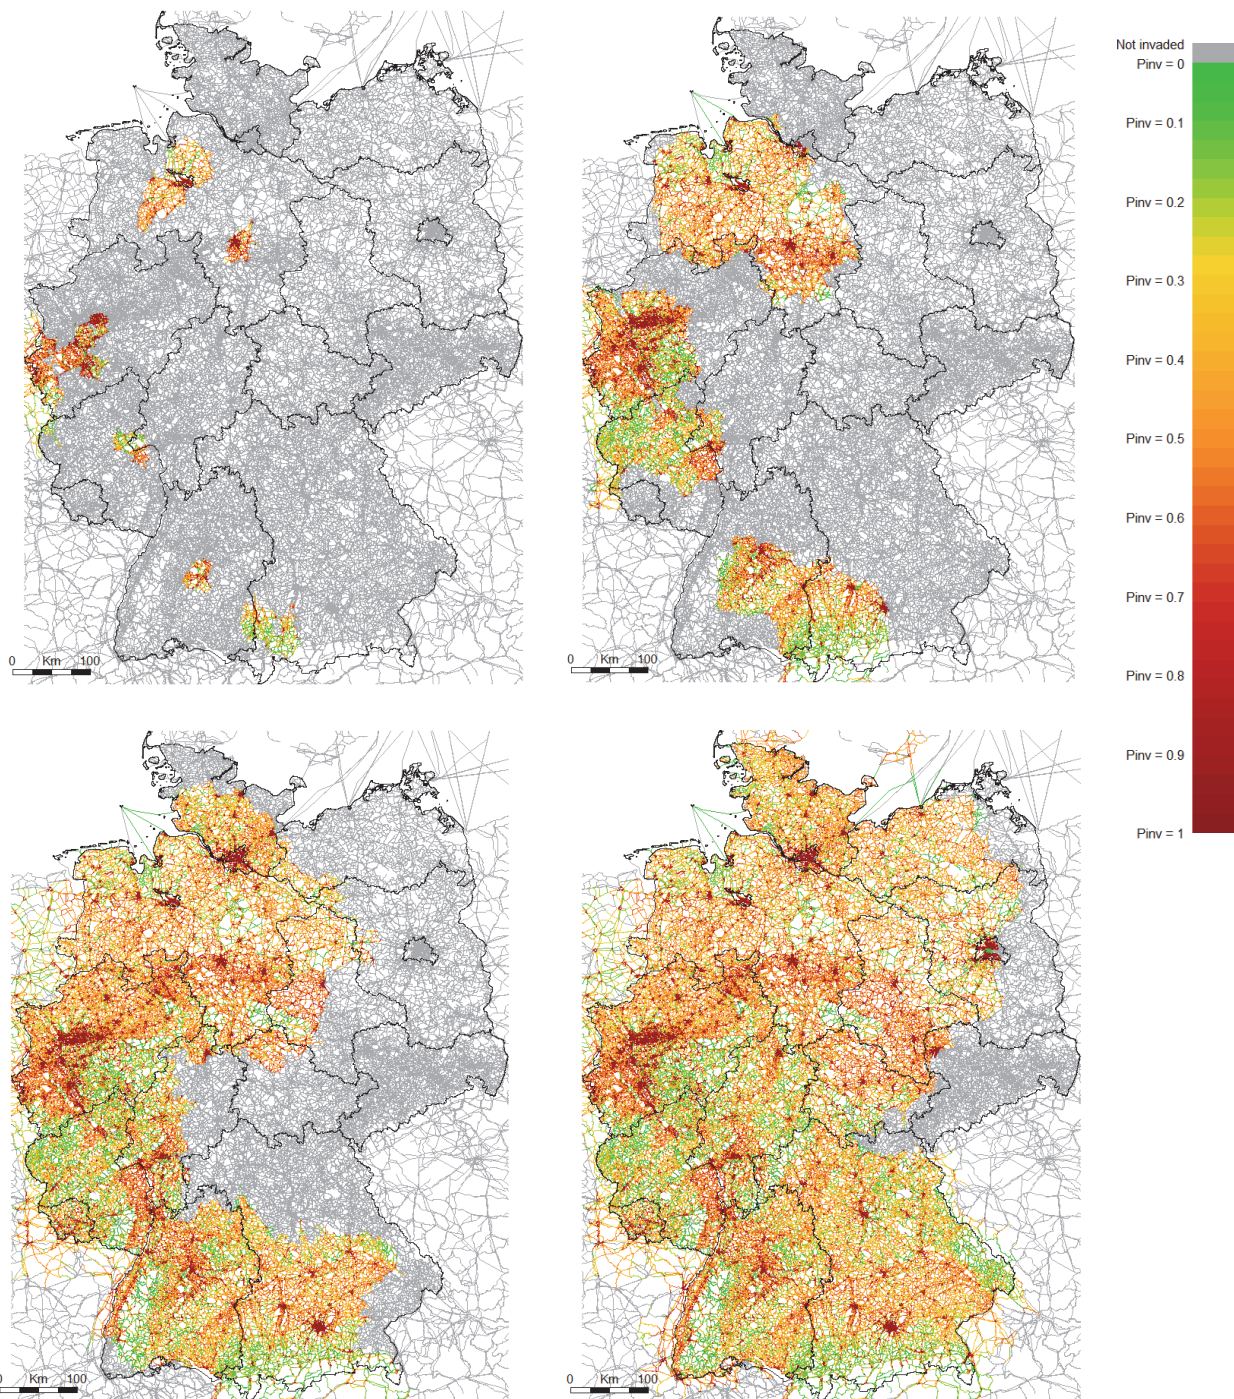 Not invaded
Pinv = 0
Pinv = 0.1
Pinv = 0.2
Pinv = 0.3
Pinv = 0.4
Pinv = 0.5
Pinv = 0.6
Pinv = 0.7
Pinv = 0.8
Pinv = 0.9
Pinv = 1
0 Km 100
0 Km 100
0 Km 100
0 Km 100